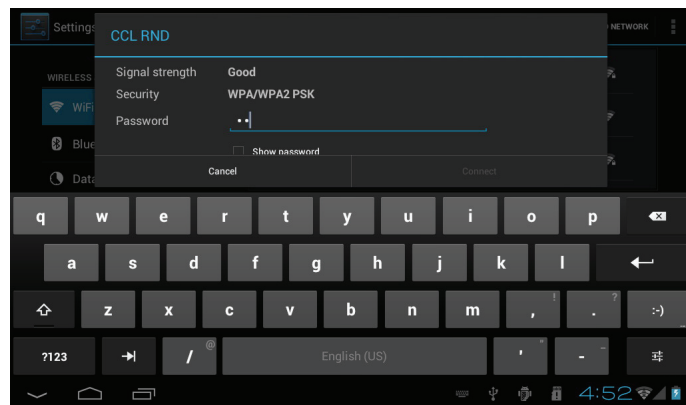 Settings
CCL RND
NETWORK
Signal strength Good
Security WPA/WPA2 PSK
Password ••
Show password
Cancel Connect
WIRELESS
WiFi
Blue
Data
q w e r t y u i o p
a s d f g h j k l
z x c v b n m , ! . ? :-)
?123 / @ English (US) ' " - _
4:52